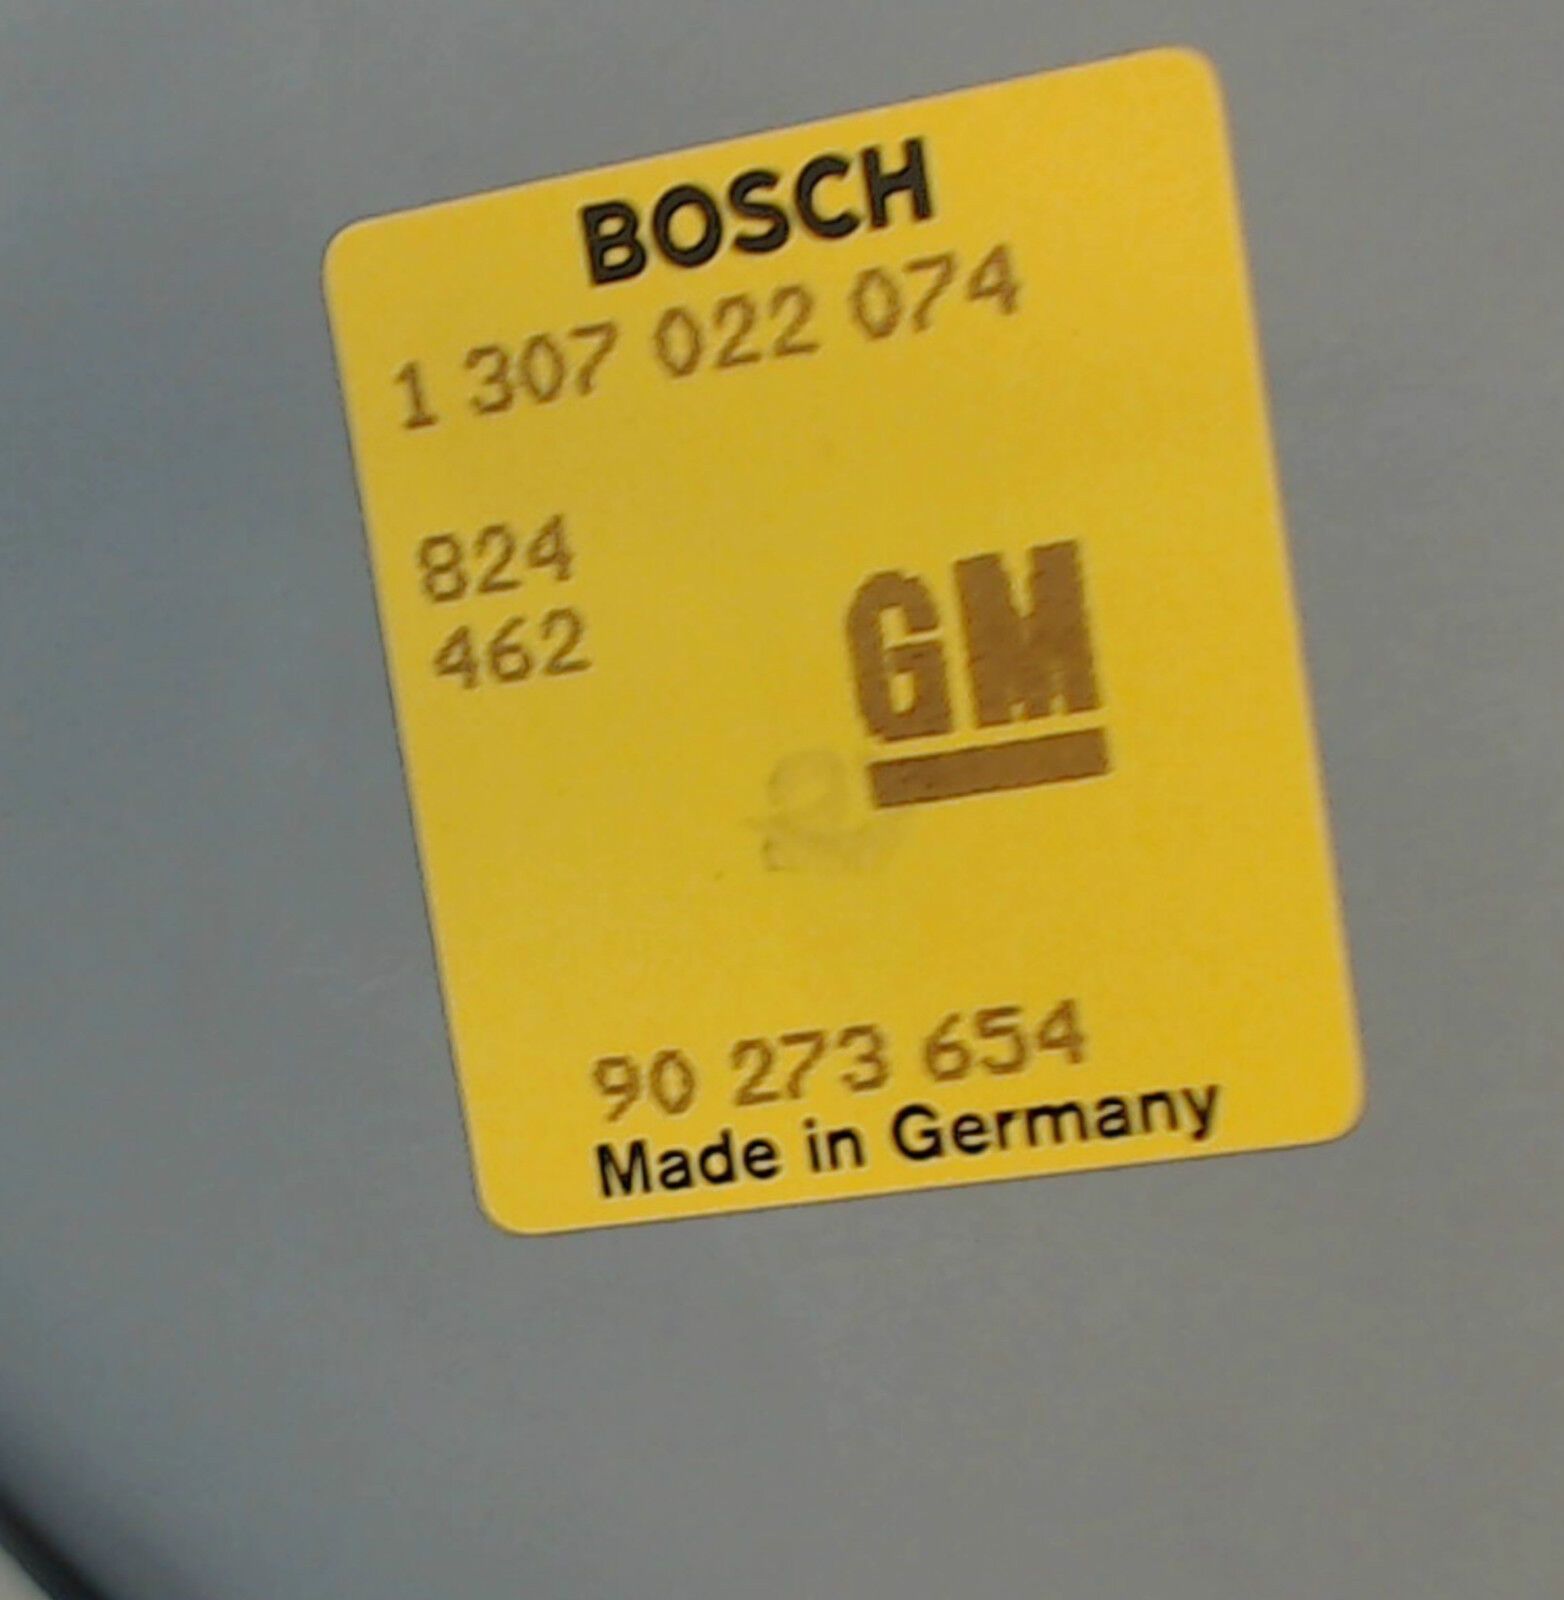 BOSCH
1 307 022 074
824
462
GM
90 273 654
Made in Germany